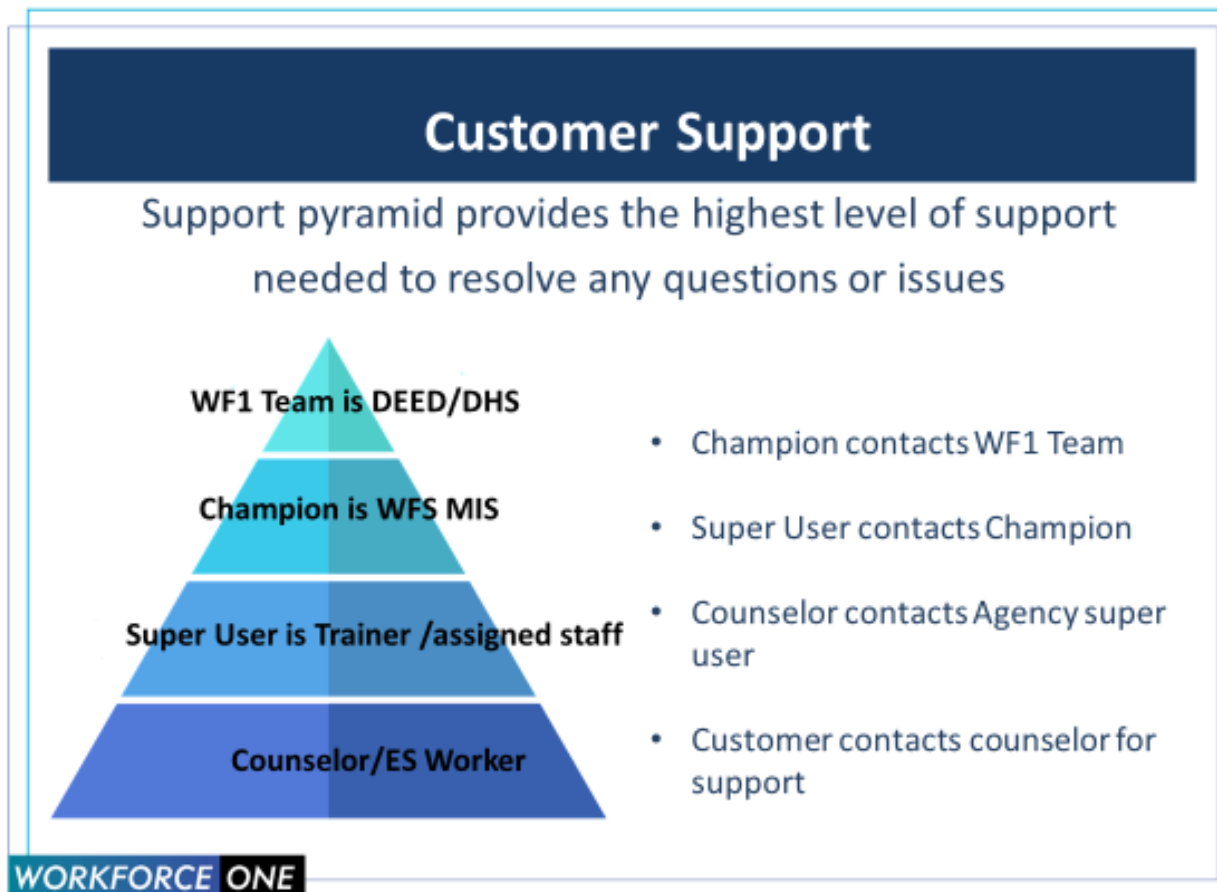 Customer Support
Support pyramid provides the highest level of support
needed to resolve any questions or issues
WF1 Team is DEED/DHS
Champion is WFS MIS
Super User is Trainer /assigned staff
Counselor/ES Worker
• Champion contacts WF1 Team
• Super User contacts Champion
• Counselor contacts Agency super
user
• Customer contacts counselor for
support
WORKFORCE ONE